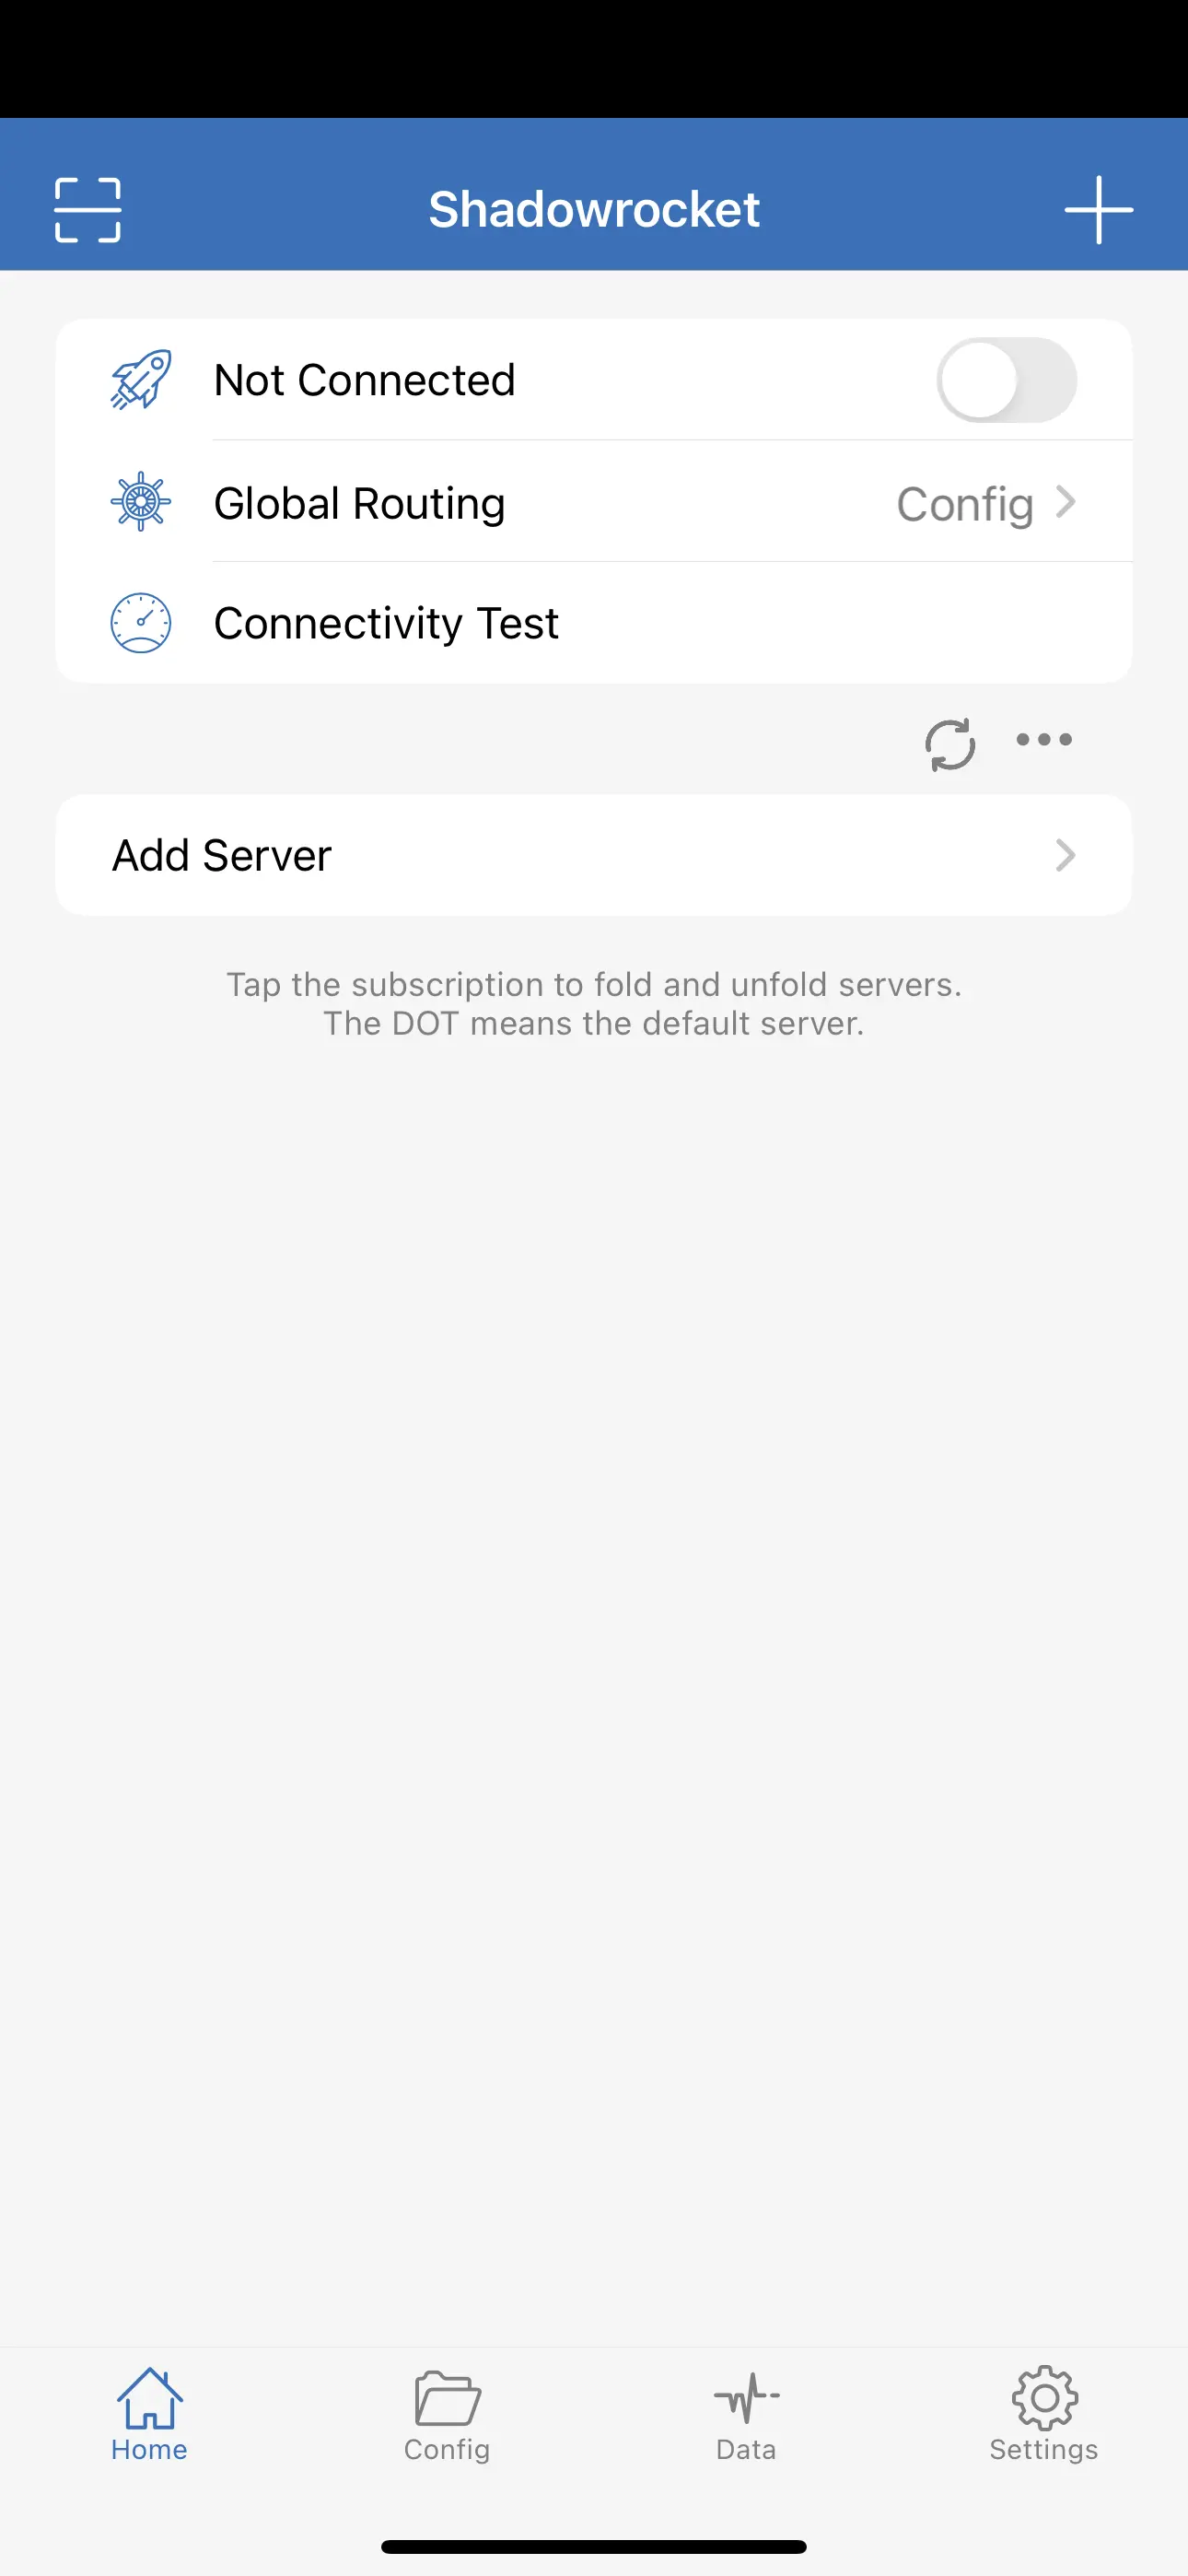 Shadowrocket
Not Connected
Global Routing Config
Connectivity Test
Add Server
Tap the subscription to fold and unfold servers.
The DOT means the default server.
Home Config Data Settings